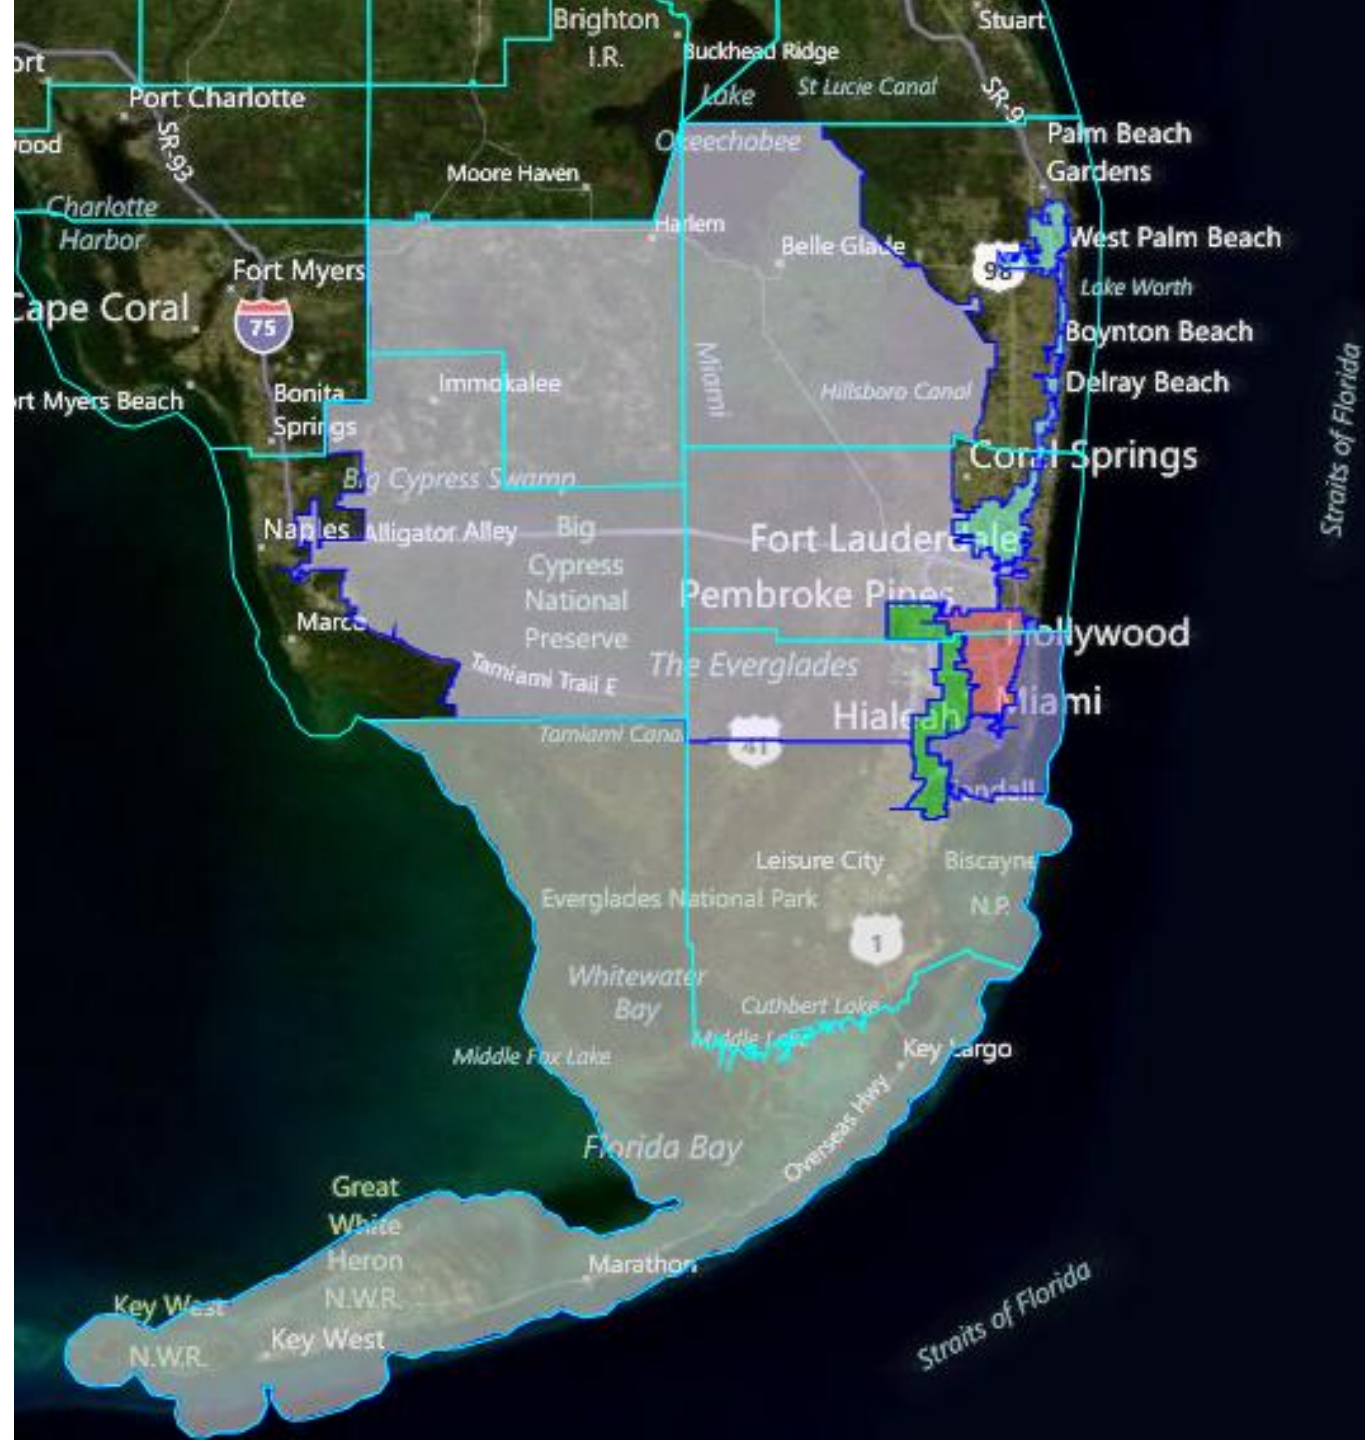 Stuart
Brighton
I.R.
Buckhead Ridge
ort
Lake
St Lucie Canal
SR-9
Port Charlotte
SR-93
Okeechobee
Palm Beach
Gardens
wood
Moore Haven
Charlotte
Harbor
Harlem
Belle Glade
West Palm Beach
98
Fort Myers
Lake Worth
Cape Coral
75
Boynton Beach
Straits of Florida
Miami
Immokalee
Hillsboro Canal
Delray Beach
ort Myers Beach
Bonita
Springs
Coral Springs
Big Cypress Swamp
Naples
Alligator Alley
Big
Cypress
National
Preserve
Fort Lauderdale
Pembroke Pines
Marco
Hollywood
The Everglades
Tamiami Trail E
Miami
Hialeah
Tamiami Canal
41
Kendall
Leisure City
Biscayne
N.P.
Everglades National Park
1
Whitewater
Bay
Cuthbert Lake
Middle Lake
Middle Fox Lake
Key Largo
Overseas Hwy
Florida Bay
Great
White
Heron
N.W.R.
Marathon
Key West
N.W.R.
Key West
Straits of Florida